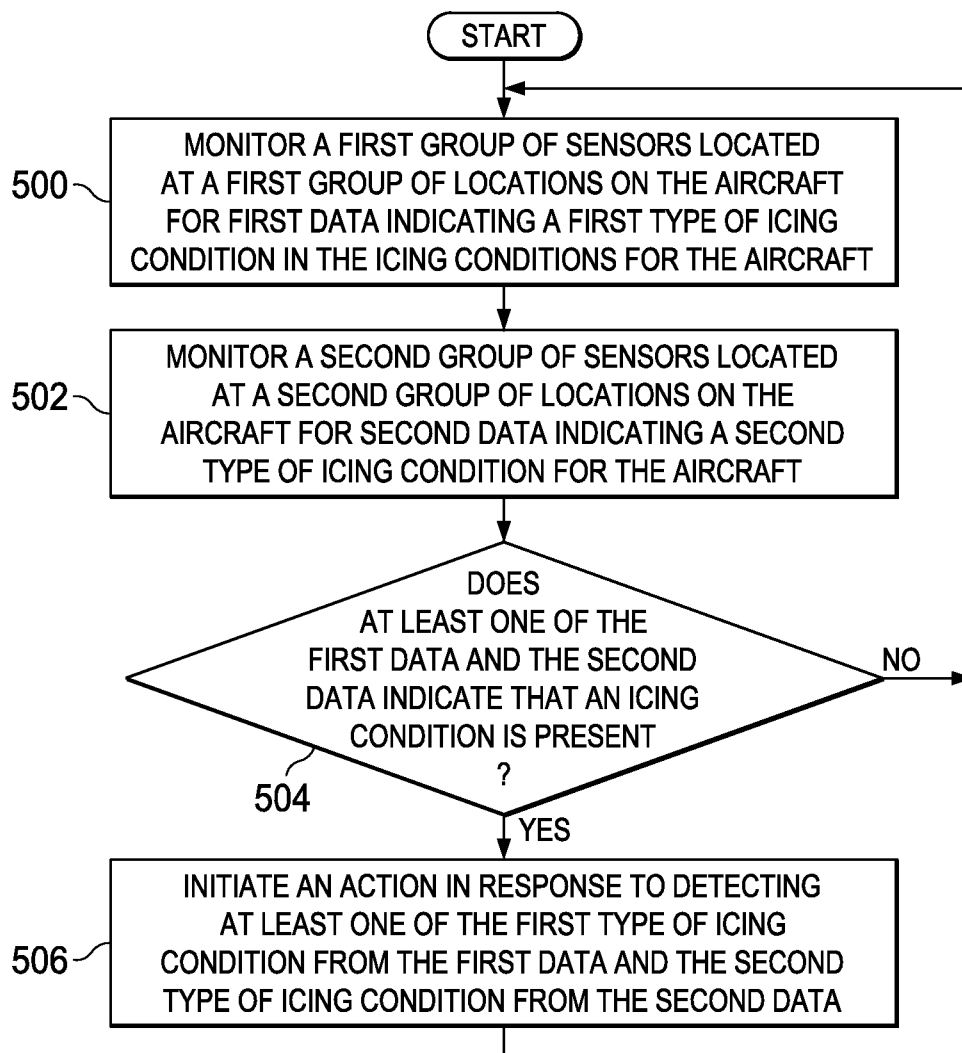 START
500
MONITOR A FIRST GROUP OF SENSORS LOCATED
AT A FIRST GROUP OF LOCATIONS ON THE AIRCRAFT
FOR FIRST DATA INDICATING A FIRST TYPE OF ICING
CONDITION IN THE ICING CONDITIONS FOR THE AIRCRAFT
502
MONITOR A SECOND GROUP OF SENSORS LOCATED
AT A SECOND GROUP OF LOCATIONS ON THE
AIRCRAFT FOR SECOND DATA INDICATING A SECOND
TYPE OF ICING CONDITION FOR THE AIRCRAFT
DOES
AT LEAST ONE OF THE
FIRST DATA AND THE SECOND
DATA INDICATE THAT AN ICING
CONDITION IS PRESENT
?
NO
504
YES
506
INITIATE AN ACTION IN RESPONSE TO DETECTING
AT LEAST ONE OF THE FIRST TYPE OF ICING
CONDITION FROM THE FIRST DATA AND THE SECOND
TYPE OF ICING CONDITION FROM THE SECOND DATA